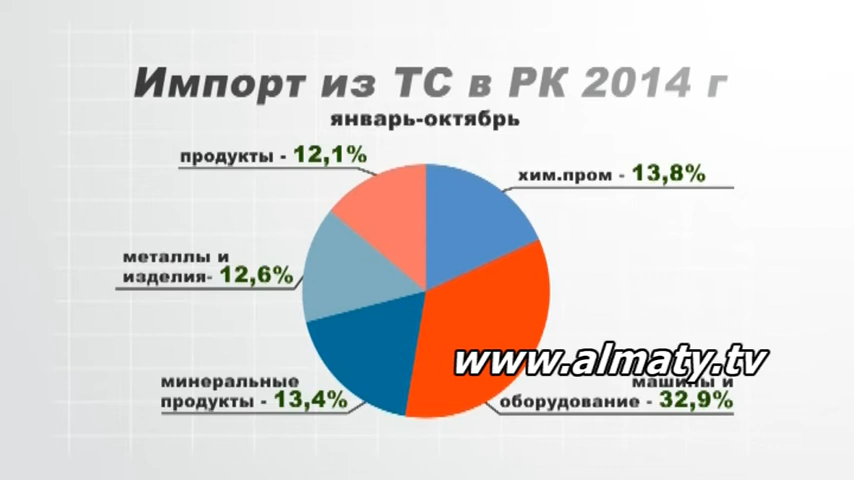 Импорт из ТС в РК 2014 г
январь-октябрь
продукты - 12,1%
хим.пром - 13,8%
металлы и
изделия- 12,6%
www.almaty.tv
минеральные
продукты - 13,4%
машины и
оборудование - 32,9%